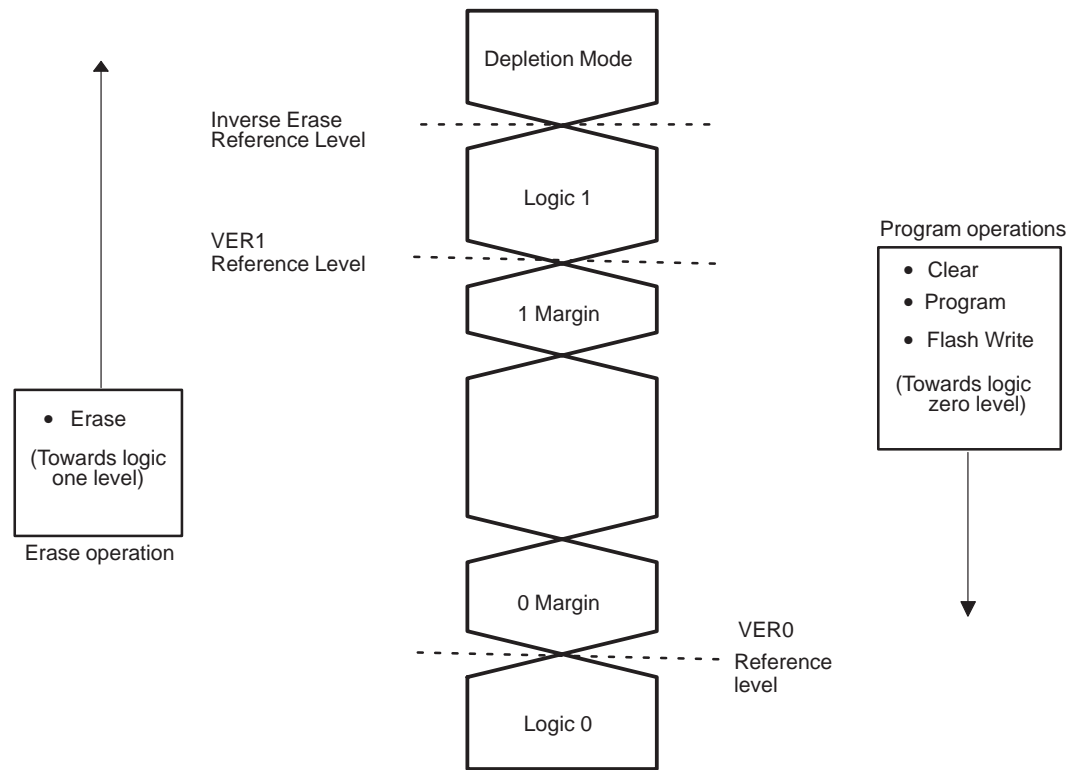 Depletion Mode
Inverse Erase
Reference Level
Logic 1
VER1
Reference Level
1 Margin
Program operations
• Clear
• Program
• Flash Write
(Towards logic
zero level)
• Erase
(Towards logic
one level)
Erase operation
0 Margin
VER0
Reference
level
Logic 0